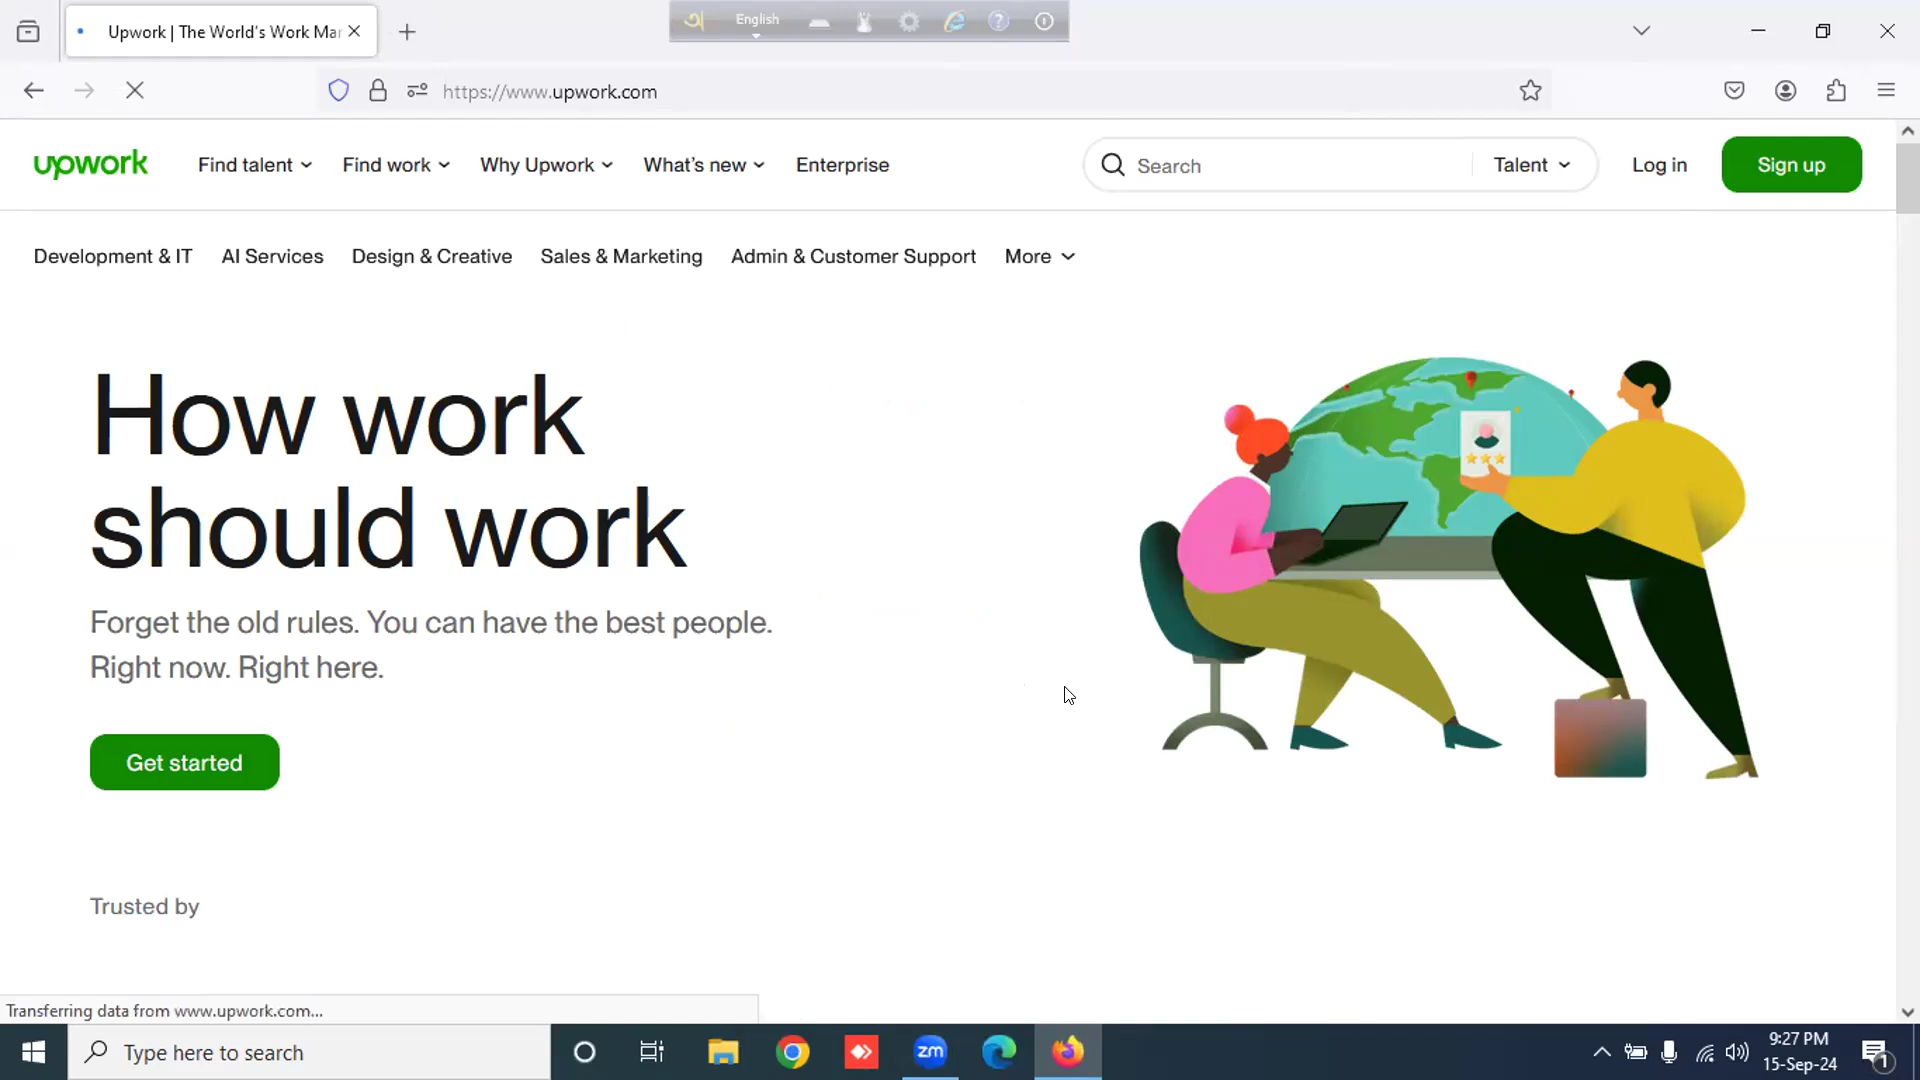 Upwork | The World's Work Mar
English
https://www.upwork.com
upwork
Find talent
Find work
Why Upwork
What's new
Enterprise
Search
Talent
Log in
Sign up
Development & IT
AI Services
Design & Creative
Sales & Marketing
Admin & Customer Support
More
How work
should work
Forget the old rules. You can have the best people.
Right now. Right here.
Get started
Trusted by
Transferring data from www.upwork.com...
Type here to search
zm
9:27 PM
15-Sep-24
1